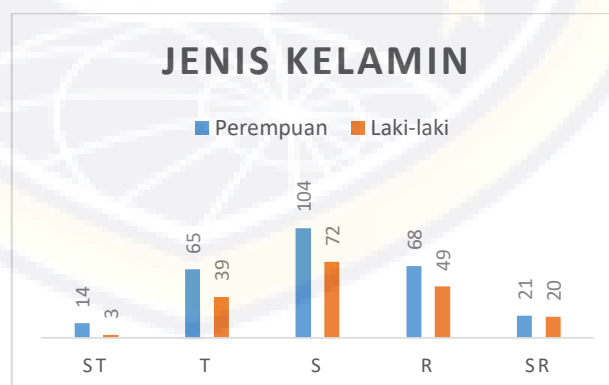 JENIS KELAMIN
Perempuan Laki-laki
14 3 65 39 104 72 68 49 21 20
ST T S R SR